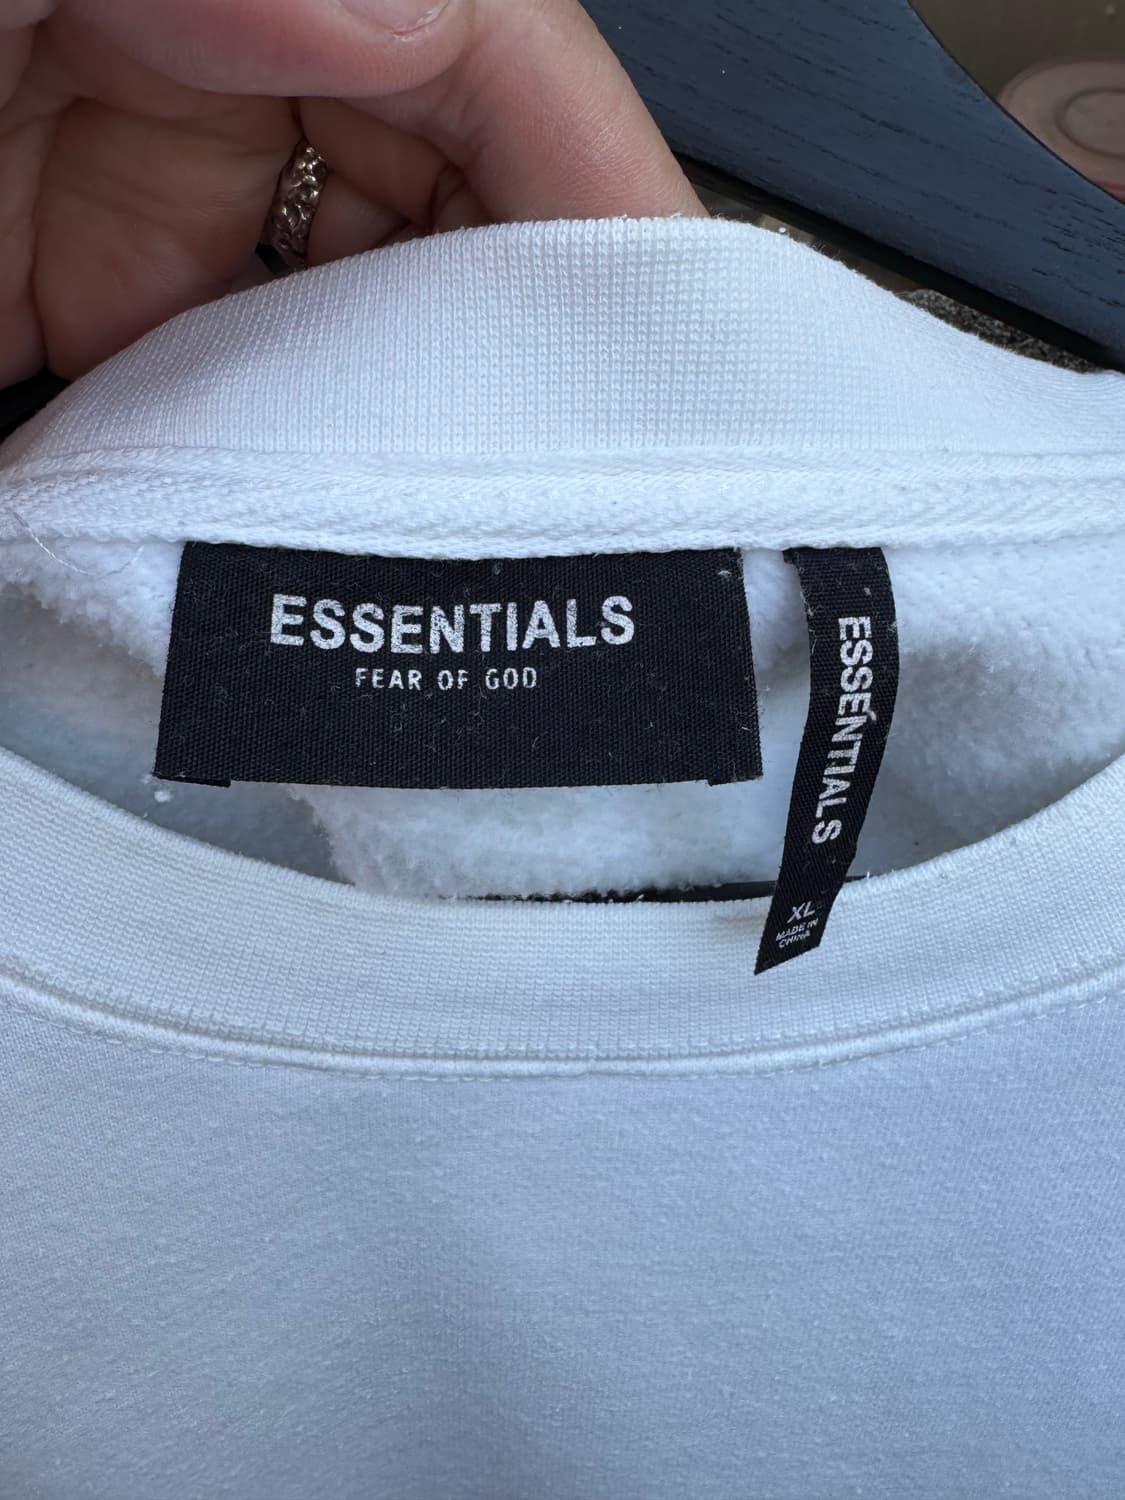 ESSENTIALS
FEAR OF GOD
ESSENTIALS
XL
MADE IN
CHINA